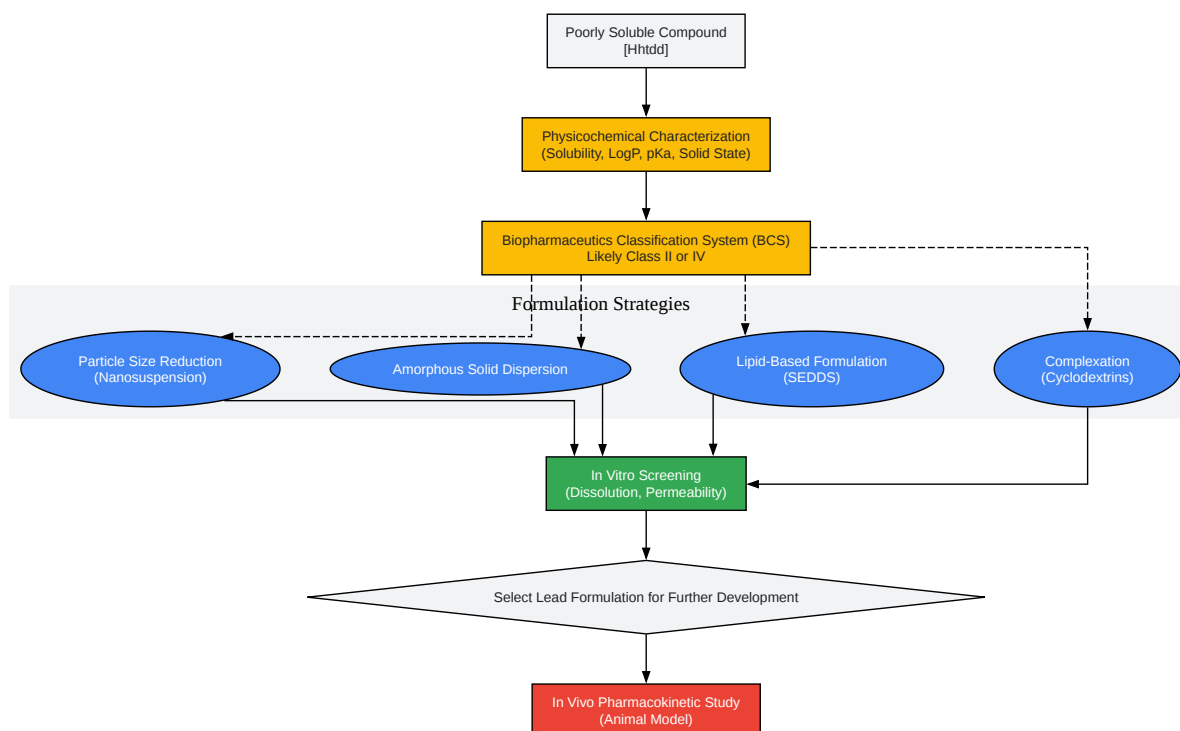 Poorly Soluble Compound
[Hhtdd]
Physicochemical Characterization
(Solubility, LogP, pKa, Solid State)
Biopharmaceutics Classification System (BCS)
Likely Class II or IV
Formulation Strategies
Particle Size Reduction
(Nanosuspension)
Amorphous Solid Dispersion
Lipid-Based Formulation
(SEDDS)
Complexation
(Cyclodextrins)
In Vitro Screening
(Dissolution, Permeability)
Select Lead Formulation for Further Development
In Vivo Pharmacokinetic Study
(Animal Model)